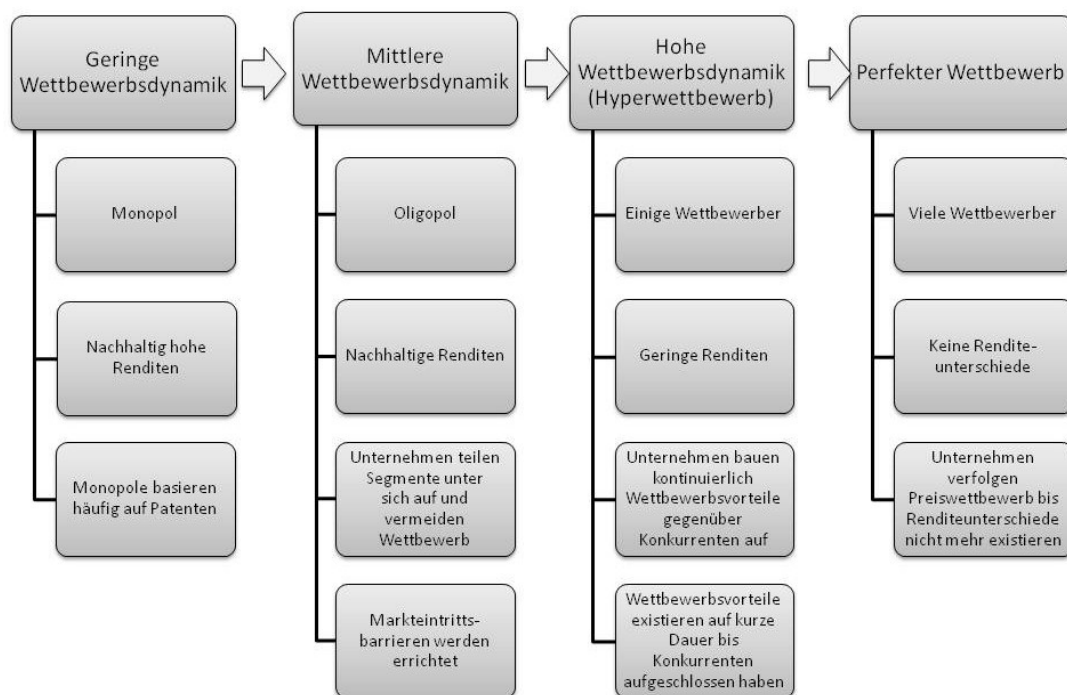 Geringe
Wettbewerbsdynamik
Monopol
Nachhaltig hohe
Renditen
Monopole basieren
häufig auf Patenten
Mittlere
Wettbewerbsdynamik
Oligopol
Nachhaltige Renditen
Unternehmen teilen
Segmente unter
sich auf und
vermeiden
Wettbewerb
Markteintritts-
barrieren werden
errichtet
Hohe
Wettbewerbsdynamik
(Hyperwettbewerb)
Einige Wettbewerber
Geringe Renditen
Unternehmen bauen
kontinuierlich
Wettbewerbsvorteile
gegenüber
Konkurrenten auf
Wettbewerbsvorteile
existieren auf kurze
Dauer bis
Konkurrenten
aufgeschlossen haben
Perfekter Wettbewerb
Viele Wettbewerber
Keine Rendite-
unterschiede
Unternehmen
verfolgen
Preiswettbewerb bis
Renditeunterschiede
nicht mehr existieren